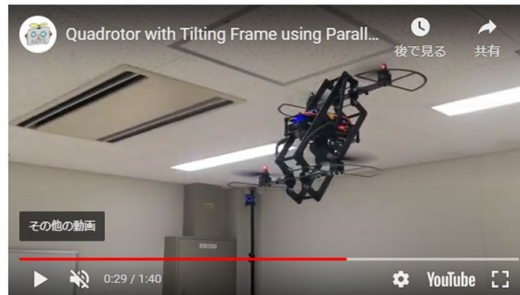 Quadrotor with Tilting Frame using Parall...
後で見る
共有
その他の動画
0:29 / 1:40
YouTube